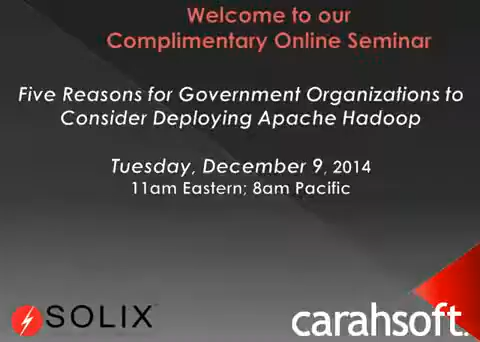 Welcome to our
Complimentary Online Seminar
Five Reasons for Government Organizations to
Consider Deploying Apache Hadoop
Tuesday, December 9, 2014
11am Eastern; 8am Pacific
SOLIX™
carahsoft.